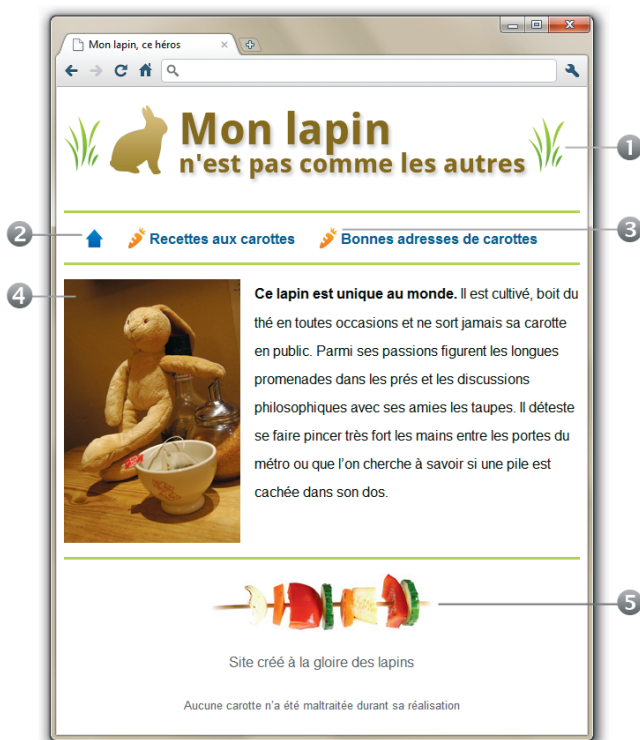 Mon lapin, ce héros
Mon lapin
n'est pas comme les autres
1
2
Recettes aux carottes
Bonnes adresses de carottes
3
4
Ce lapin est unique au monde. Il est cultivé, boit du
thé en toutes occasions et ne sort jamais sa carotte
en public. Parmi ses passions figurent les longues
promenades dans les prés et les discussions
philosophiques avec ses amies les taupes. Il déteste
se faire pincer très fort les mains entre les portes du
métro ou que l'on cherche à savoir si une pile est
cachée dans son dos.
5
Site créé à la gloire des lapins
Aucune carotte n'a été maltraitée durant sa réalisation